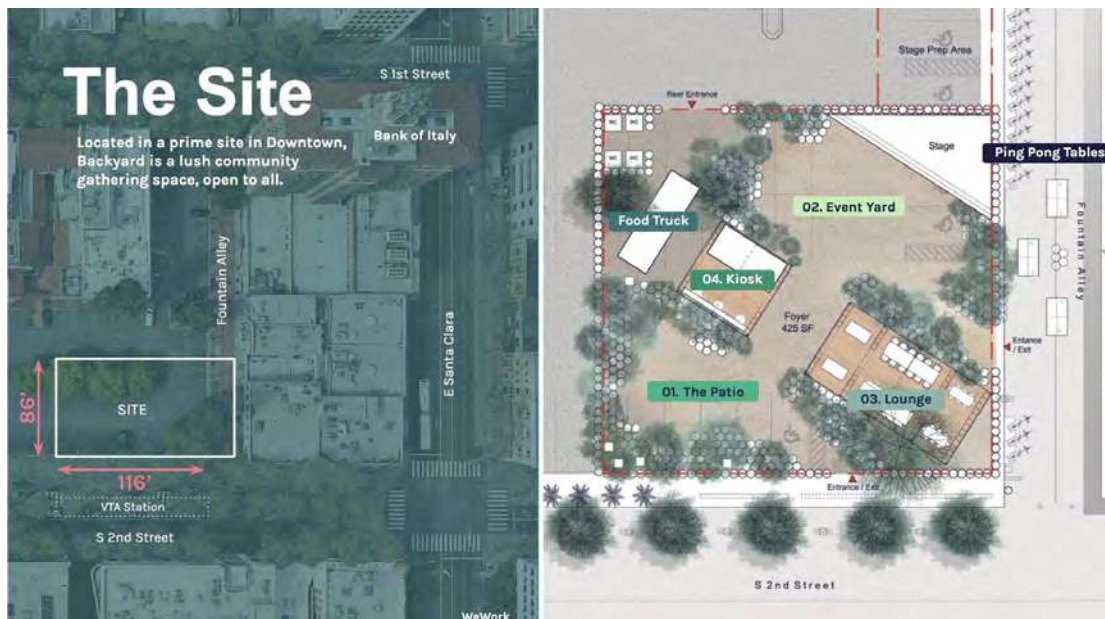 The Site
Located in a prime site in Downtown,
Backyard is a lush community
gathering space, open to all.
S 1st Street
Bank of Italy
Fountain Alley
E Santa Clara
86'
SITE
116'
VTA Station
S 2nd Street
WeWork
Stage Prep Area
Rear Entrance
Stage
Ping Pong Tables
02. Event Yard
Food Truck
04. Kiosk
Fountain Alley
Foyer
425 SF
Entance
/ Exit
01. The Patio
03. Lounge
Entrance / Exit
S 2nd Street